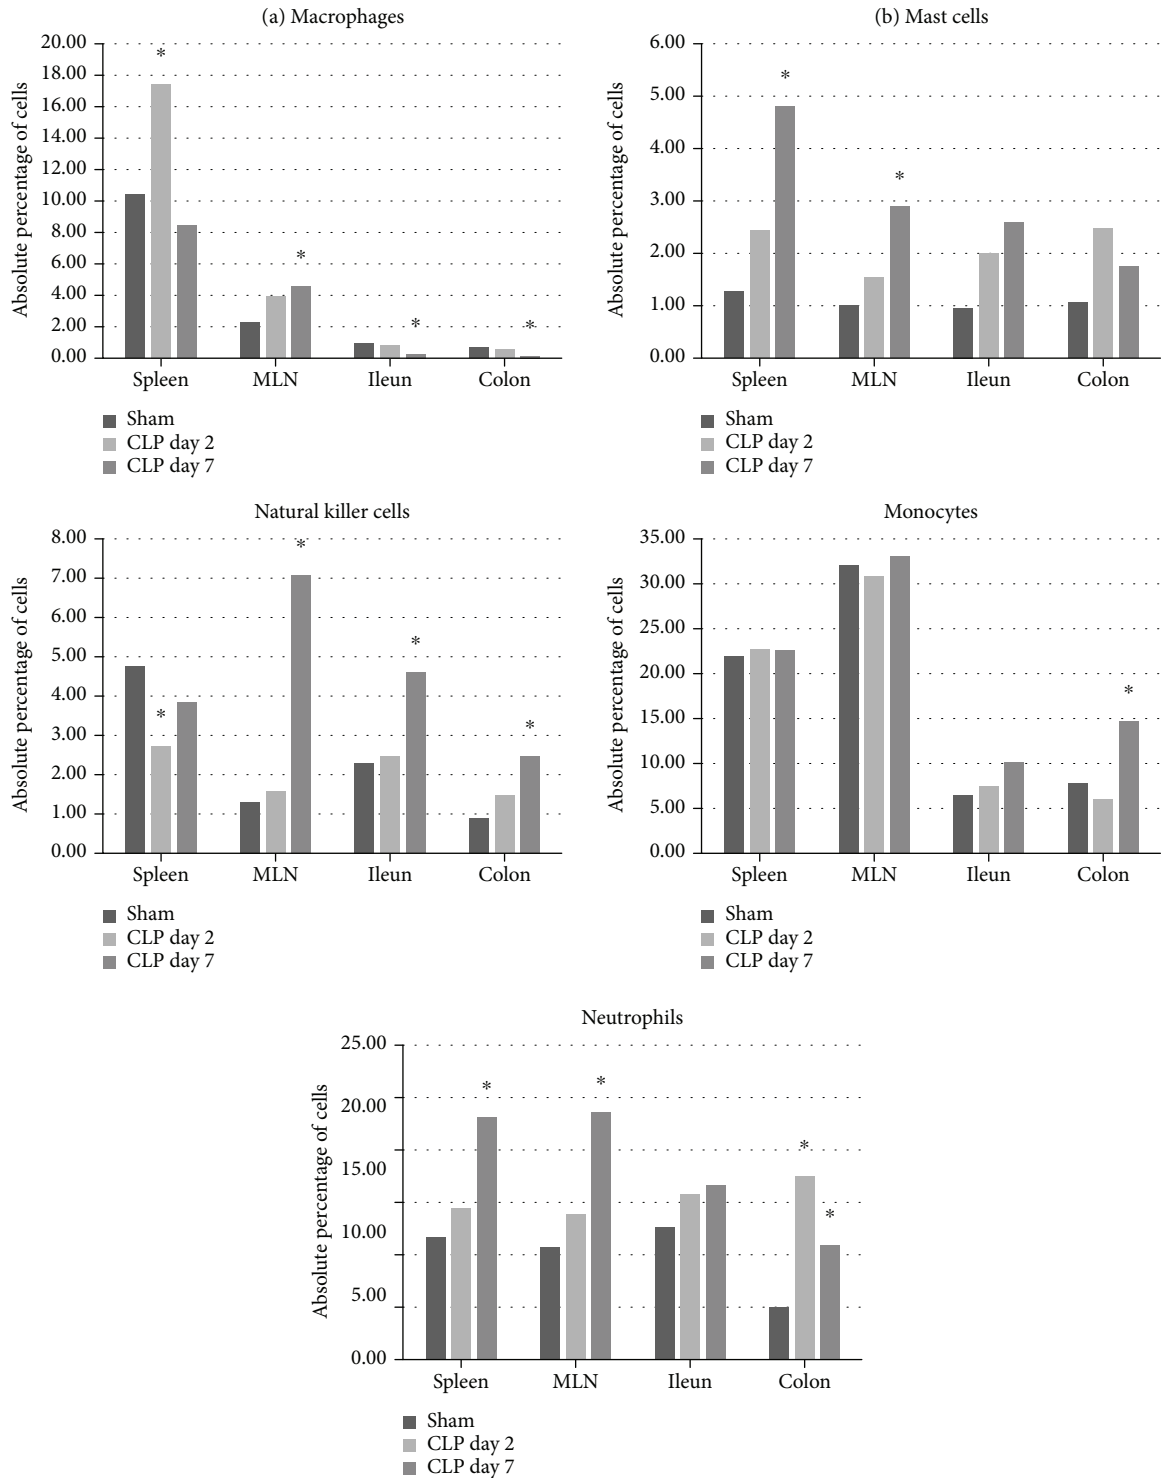 (a) Macrophages
Absolute percentage of cells
20.00
18.00
16.00
14.00
12.00
10.00
8.00
6.00
4.00
2.00
0.00
*
*
*
*
Spleen MLN Ileun Colon
Sham
CLP day 2
CLP day 7
(b) Mast cells
Absolute percentage of cells
6.00
5.00
4.00
3.00
2.00
1.00
0.00
*
*
Spleen MLN Ileun Colon
Sham
CLP day 2
CLP day 7
Natural killer cells
Absolute percentage of cells
8.00
7.00
6.00
5.00
4.00
3.00
2.00
1.00
0.00
*
*
*
*
Spleen MLN Ileun Colon
Sham
CLP day 2
CLP day 7
Monocytes
Absolute percentage of cells
35.00
30.00
25.00
20.00
15.00
10.00
5.00
0.00
*
Spleen MLN Ileun Colon
Sham
CLP day 2
CLP day 7
Neutrophils
Absolute percentage of cells
25.00
20.00
15.00
10.00
5.00
0.00
*
*
*
*
Spleen MLN Ileun Colon
Sham
CLP day 2
CLP day 7